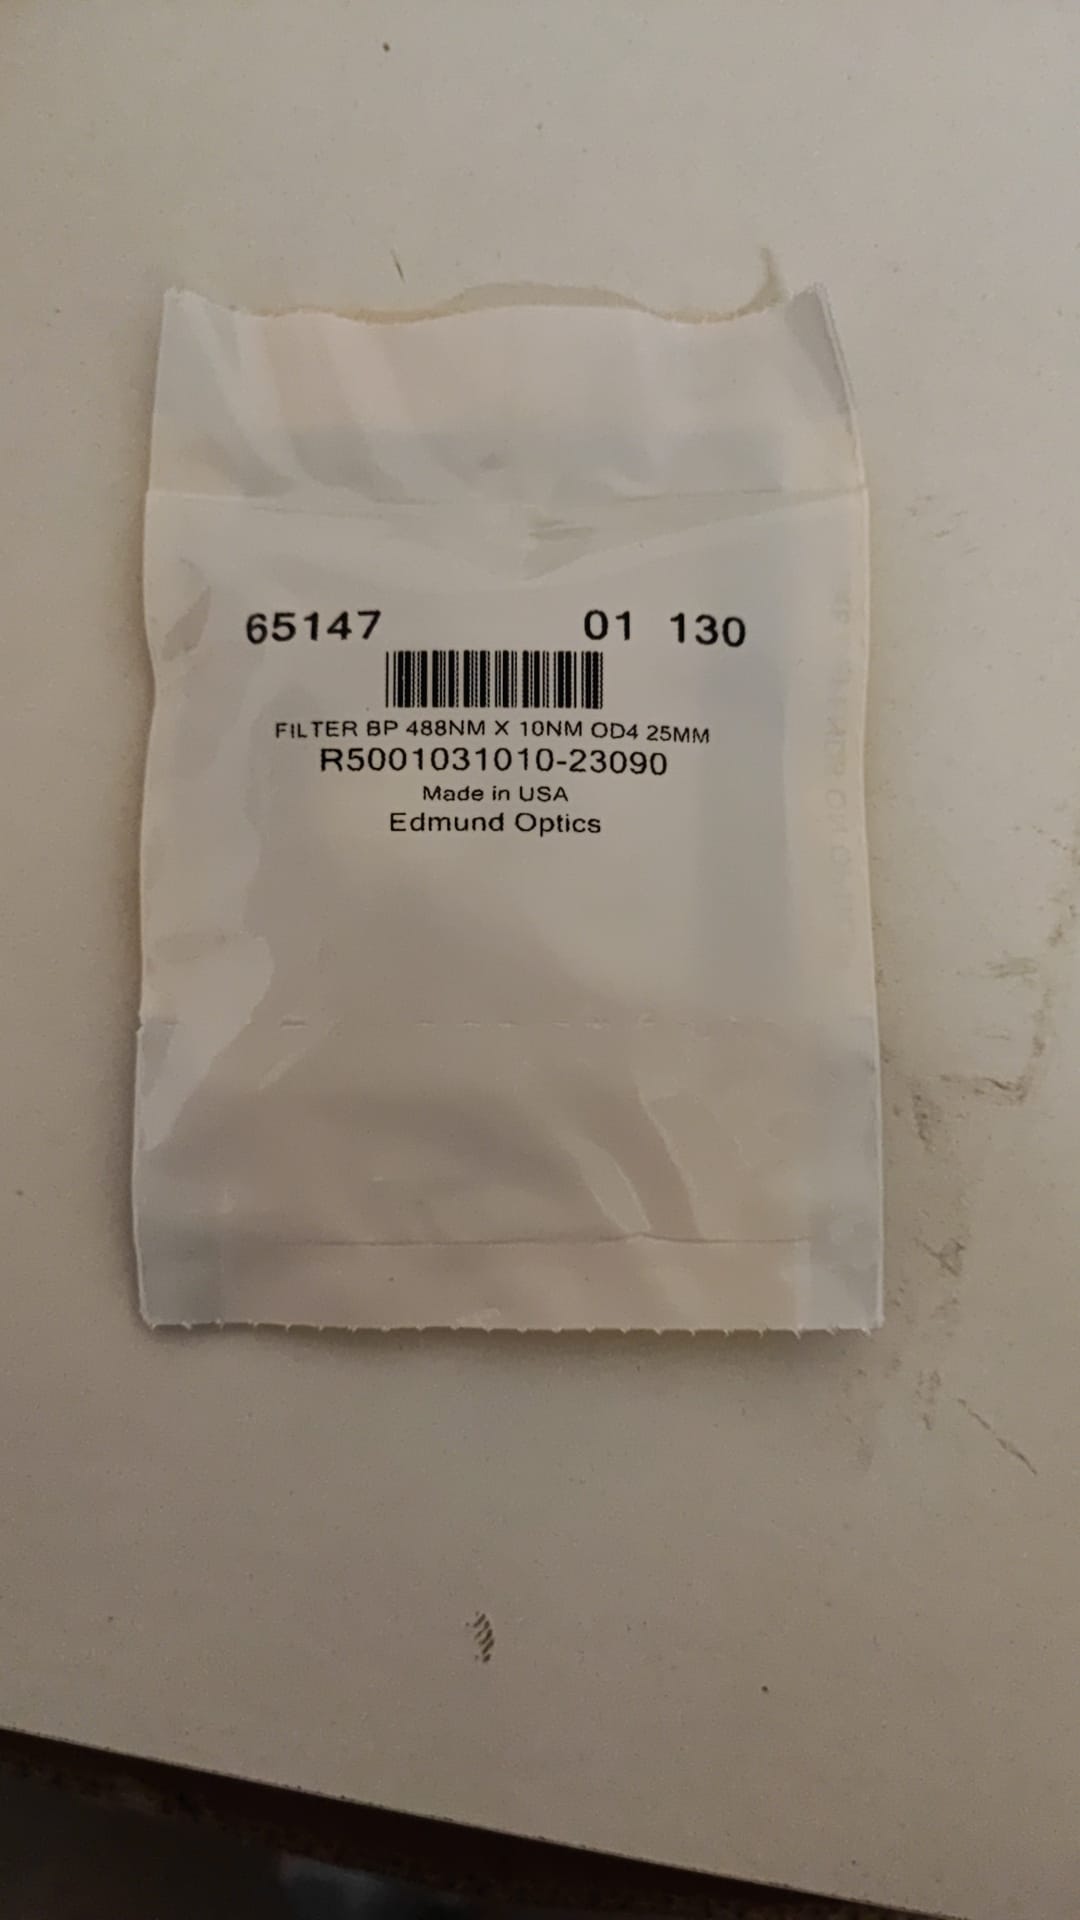 65147 01 130
FILTER BP 488NM X 10NM OD4 25MM
R5001031010-23090
Made in USA
Edmund Optics